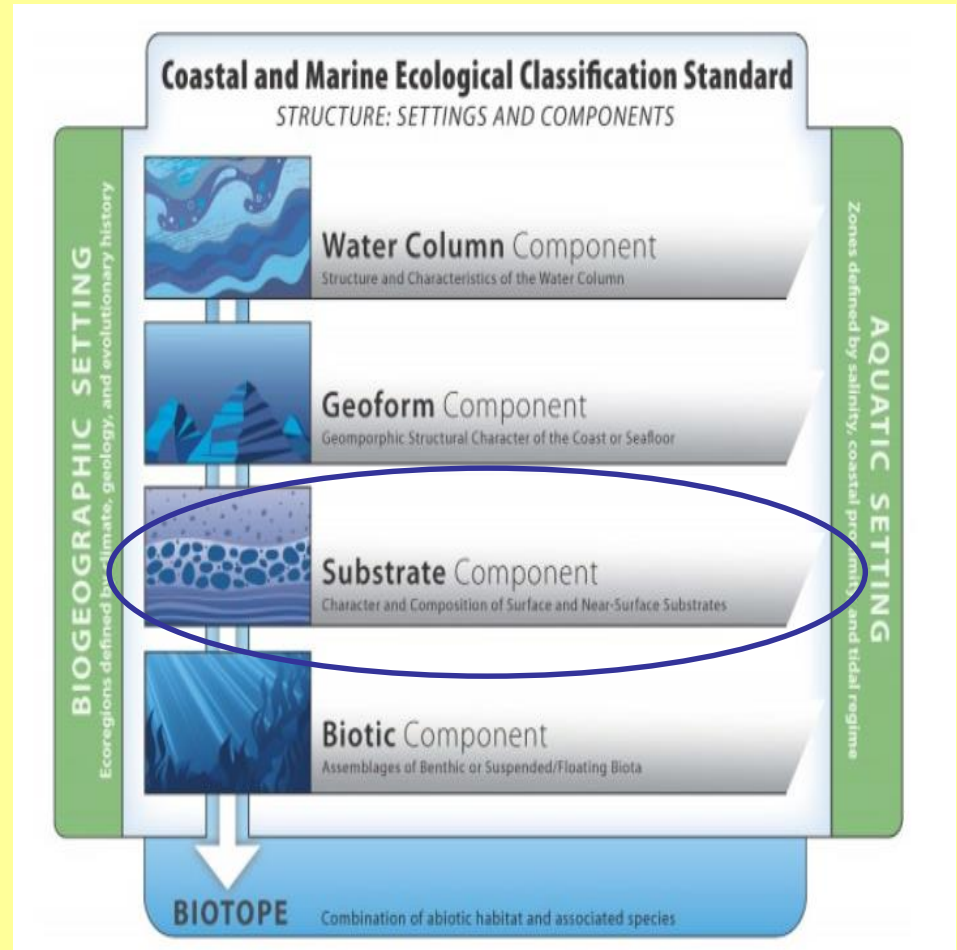 Coastal and Marine Ecological Classification Standard
STRUCTURE: SETTINGS AND COMPONENTS
BIOGEOGRAPHIC SETTING
Ecoregions defined by climate, geology, and evolutionary history
Water Column Component
Structure and Characteristics of the Water Column
Geoform Component
Geomporphic Structural Character of the Coast or Seafloor
Substrate Component
Character and Composition of Surface and Near-Surface Substrates
Biotic Component
Assemblages of Benthic or Suspended/Floating Biota
AQUATIC SETTING
Zones defined by salinity, coastal proximity, and tidal regime
BIOTOPE Combination of abiotic habitat and associated species